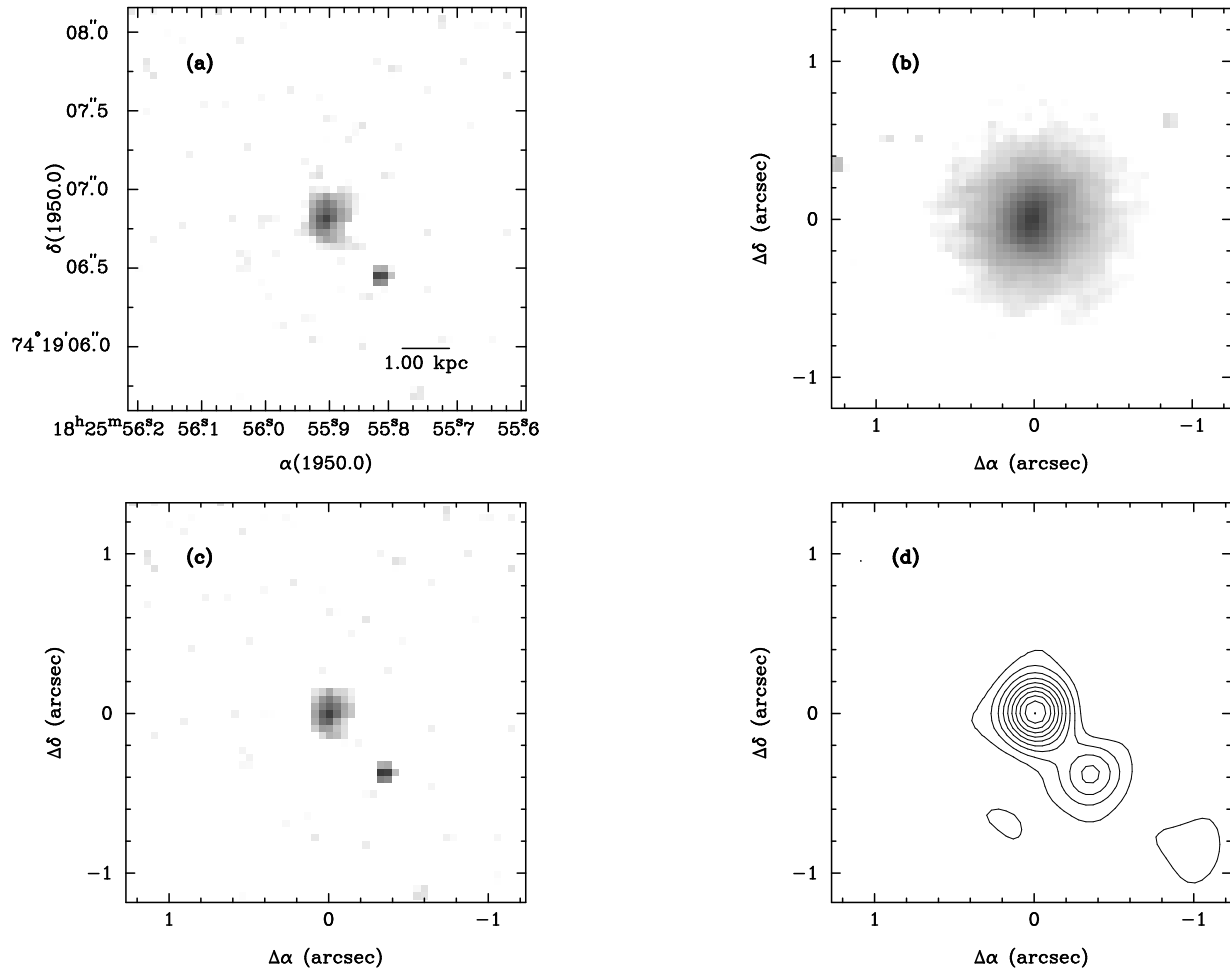 (a)
08.″0
07.″5
07.″0
06.″5
74°19′06.″0
δ(1950.0)
1.00 kpc
18ʰ25ᵐ56.ˢ2 56.ˢ1 56.ˢ0 55.ˢ9 55.ˢ8 55.ˢ7 55.ˢ6
α(1950.0)
(b)
1
0
−1
Δδ (arcsec)
1 0 −1
Δα (arcsec)
(c)
1
0
−1
Δδ (arcsec)
1 0 −1
Δα (arcsec)
(d)
1
0
−1
Δδ (arcsec)
1 0 −1
Δα (arcsec)